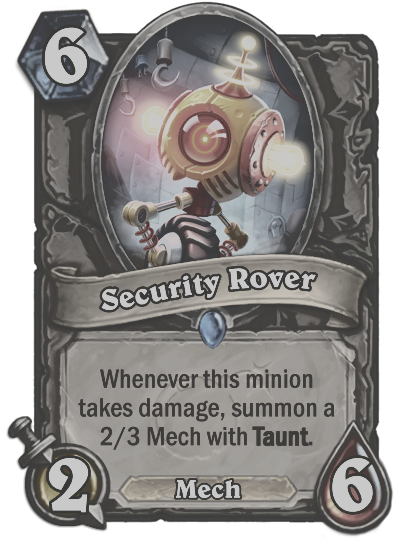 6
Security Rover
Whenever this minion
takes damage, summon a
2/3 Mech with Taunt.
2
Mech
6